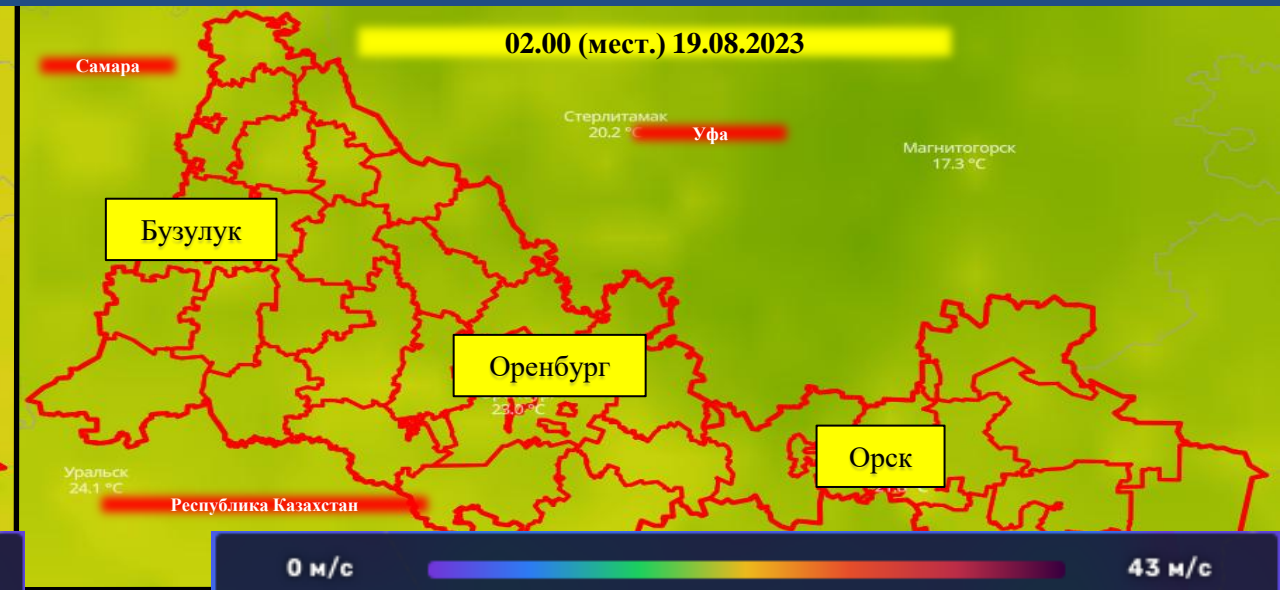 02.00 (мест.) 19.08.2023
Самара
Стерлитамак
20.2 °C
Уфа
Магнитогорск
17.3 °C
Бузулук
Оренбург
23.0 °C
Орск
Уральск
24.1 °C
Республика Казахстан
0 м/с
43 м/с